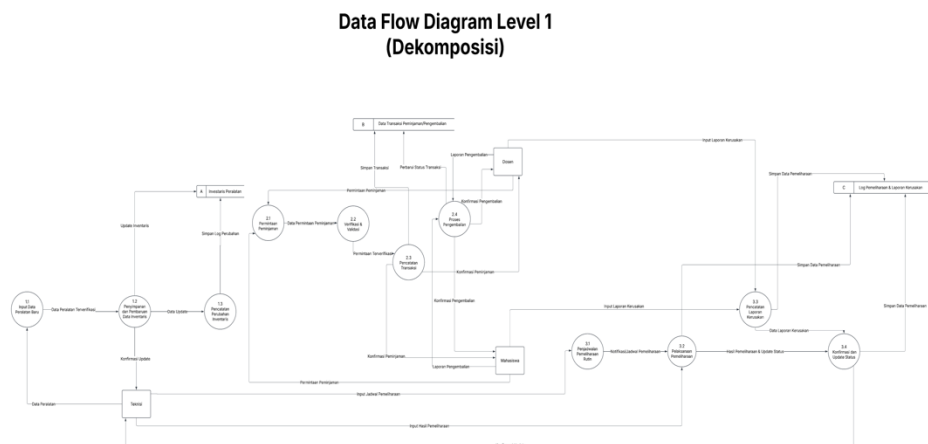 Data Flow Diagram Level 1
(Dekomposisi)
B Data Transaksi Peminjaman/Pengembalian
Input Laporan Kerusakan
Laporan Pengembalian
Dosen
Simpan Transaksi
Perbarui Status Transaksi
Simpan Data Pemeliharaan
A Inventaris Peralatan
Permintaan Peminjaman
Konfirmasi Pengembalian
C Log Pemeliharaan & Laporan Kerusakan
2.1
Permintaan
Peminjaman
Data Permintaan Peminjaman
2.2
Verifikasi &
Validasi
2.4
Proses
Pengembalian
Update Inventaris
Simpan Log Perubahan
Permintaan Terverifikasi
2.3
Pencatatan
Transaksi
Konfirmasi Peminjaman
Simpan Data Pemeliharaan
1.1
Input Data
Peralatan Baru
Data Peralatan Terverifikasi
1.2
Penyimpanan
dan Pembaruan
Data Inventaris
Data Update
1.3
Pencatatan
Perubahan
Inventaris
Konfirmasi Pengembalian
Input Laporan Kerusakan
3.3
Pencatatan
Laporan
Kerusakan
Simpan Data Pemeliharaan
Data Laporan Kerusakan
Konfirmasi Update
Konfirmasi Peminjaman
Laporan Pengembalian
Mahasiswa
3.1
Penjadwalan
Pemeliharaan
Rutin
Notifikasi/Jadwal Pemeliharaan
3.2
Pelaksanaan
Pemeliharaan
Hasil Pemeliharaan & Update Status
3.4
Konfirmasi dan
Update Status
Permintaan Peminjaman
Input Jadwal Pemeliharaan
Data Peralatan
Teknisi
Input Hasil Pemeliharaan